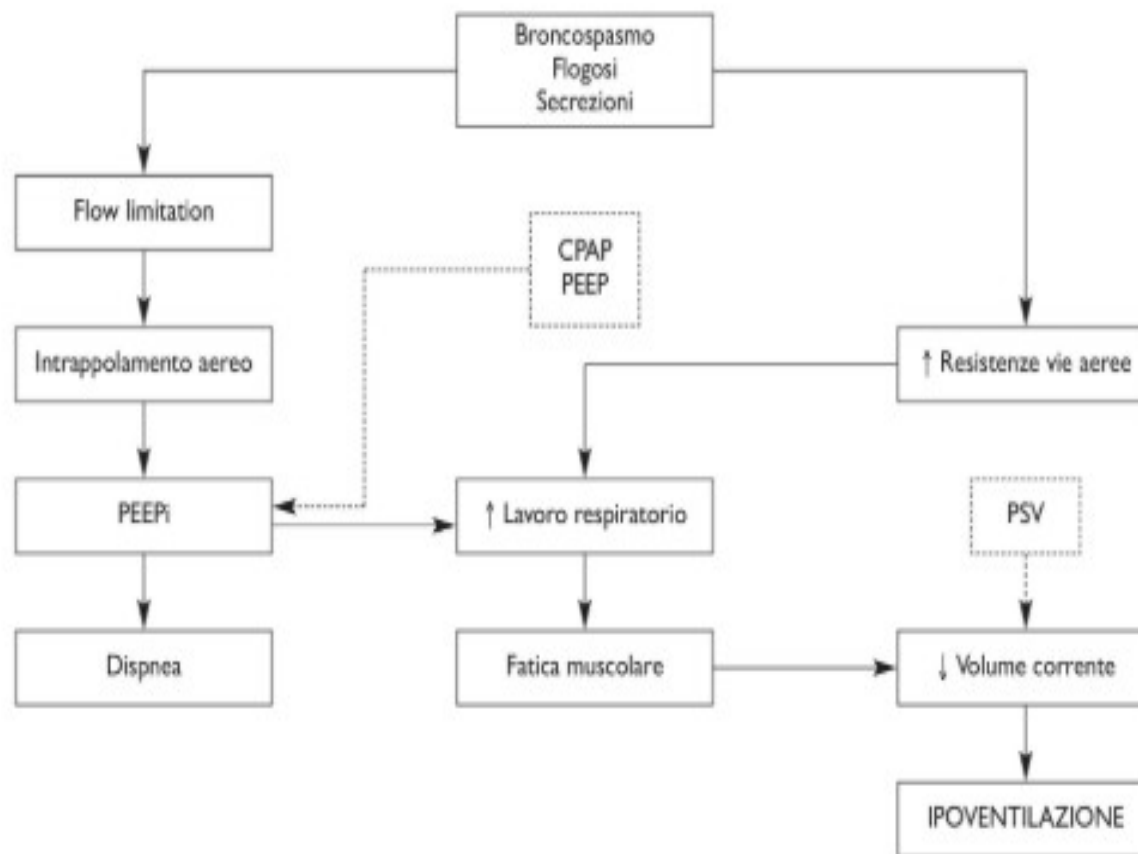 Broncospasmo
Flogosi
Secrezioni
Flow limitation
CPAP
PEEP
Intrappolamento aereo
↑ Resistenze vie aeree
PEEPi
↑ Lavoro respiratorio
PSV
Dispnea
Fatica muscolare
↓ Volume corrente
IPOVENTILAZIONE